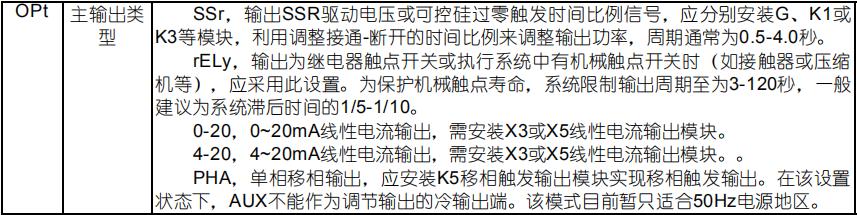 OPt
主输出类型
SSr，输出SSR驱动电压或可控硅过零触发时间比例信号，应分别安装G、K1或
K3等模块，利用调整接通-断开的时间比例来调整输出功率，周期通常为0.5-4.0秒。
rELy，输出为继电器触点开关或执行系统中有机械触点开关时（如接触器或压缩
机等），应采用此设置。为保护机械触点寿命，系统限制输出周期至为3-120秒，一般
建议为系统滞后时间的1/5-1/10。
0-20，0~20mA线性电流输出，需安装X3或X5线性电流输出模块。
4-20，4~20mA线性电流输出，需安装X3或X5线性电流输出模块。。
PHA，单相移相输出，应安装K5移相触发输出模块实现移相触发输出。在该设置
状态下，AUX不能作为调节输出的冷输出端。该模式目前暂只适合50Hz电源地区。